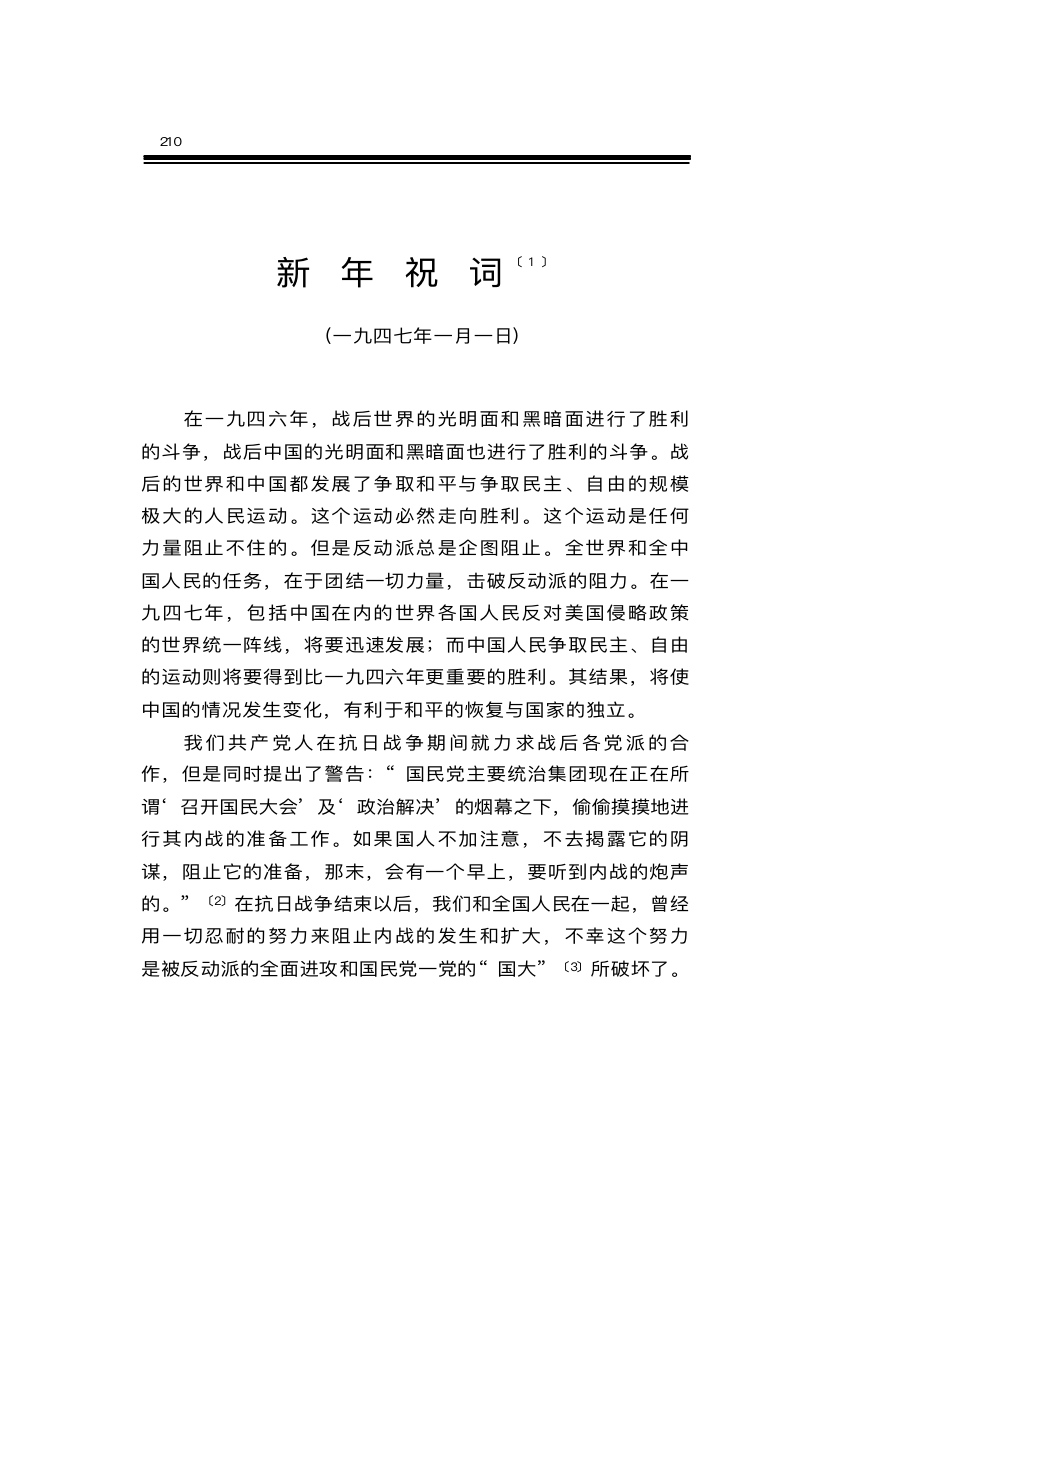 210
新年祝词〔1〕
(一九四七年一月一日)
在一九四六年，战后世界的光明面和黑暗面进行了胜利
的斗争，战后中国的光明面和黑暗面也进行了胜利的斗争。战
后的世界和中国都发展了争取和平与争取民主、自由的规模
极大的人民运动。这个运动必然走向胜利。这个运动是任何
力量阻止不住的。但是反动派总是企图阻止。全世界和全中
国人民的任务，在于团结一切力量，击破反动派的阻力。在一
九四七年，包括中国在内的世界各国人民反对美国侵略政策
的世界统一阵线，将要迅速发展；而中国人民争取民主、自由
的运动则将要得到比一九四六年更重要的胜利。其结果，将使
中国的情况发生变化，有利于和平的恢复与国家的独立。
我们共产党人在抗日战争期间就力求战后各党派的合
作，但是同时提出了警告：“国民党主要统治集团现在正在所
谓‘召开国民大会’及‘政治解决’的烟幕之下，偷偷摸摸地进
行其内战的准备工作。如果国人不加注意，不去揭露它的阴
谋，阻止它的准备，那末，会有一个早上，要听到内战的炮声
的。”〔2〕在抗日战争结束以后，我们和全国人民在一起，曾经
用一切忍耐的努力来阻止内战的发生和扩大，不幸这个努力
是被反动派的全面进攻和国民党一党的“国大”〔3〕所破坏了。